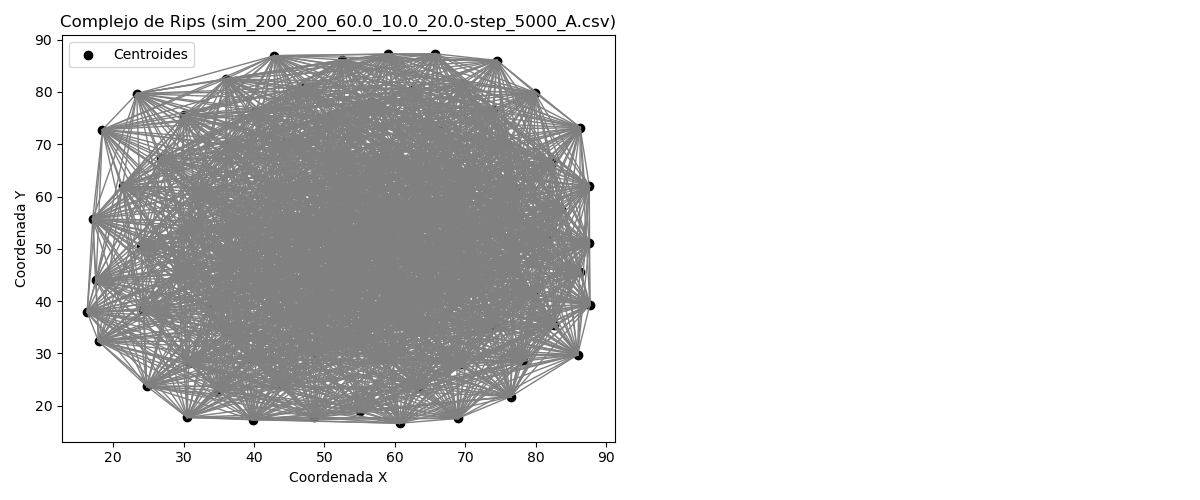 Complejo de Rips (sim_200_200_60.0_10.0_20.0-step_5000_A.csv)
Centroides
90
80
70
60
50
40
30
20
Coordenada Y
20 30 40 50 60 70 80 90
Coordenada X